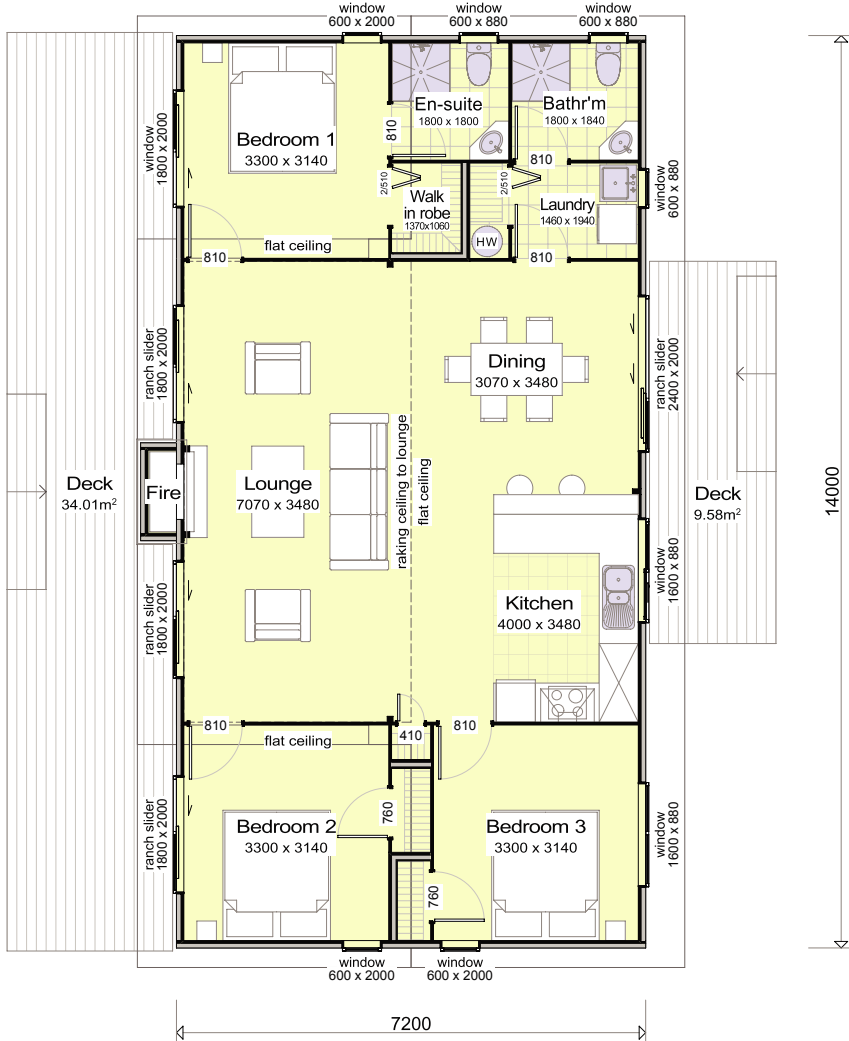 window
600 x 2000
window
600 x 880
window
600 x 880
window
1800 x 2000
Bedroom 1
3300 x 3140
810
En-suite
1800 x 1800
Bathr'm
1800 x 1840
810
2/510
Walk
in robe
1370x1060
2/510
HW
Laundry
1460 x 1940
window
600 x 880
flat ceiling
810
810
ranch slider
1800 x 2000
Dining
3070 x 3480
ranch slider
2400 x 2000
Deck
34.01m²
Fire
Lounge
7070 x 3480
raking ceiling to lounge
flat ceiling
Deck
9.58m²
14000
ranch slider
1800 x 2000
Kitchen
4000 x 3480
window
1600 x 880
810
flat ceiling
410
810
ranch slider
1800 x 2000
Bedroom 2
3300 x 3140
760
760
Bedroom 3
3300 x 3140
window
1600 x 880
window
600 x 2000
window
600 x 2000
7200